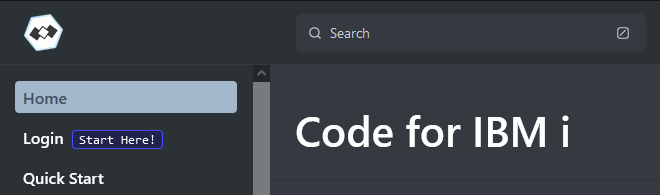 Search
Home
Login Start Here!
Code for IBM i
Quick Start